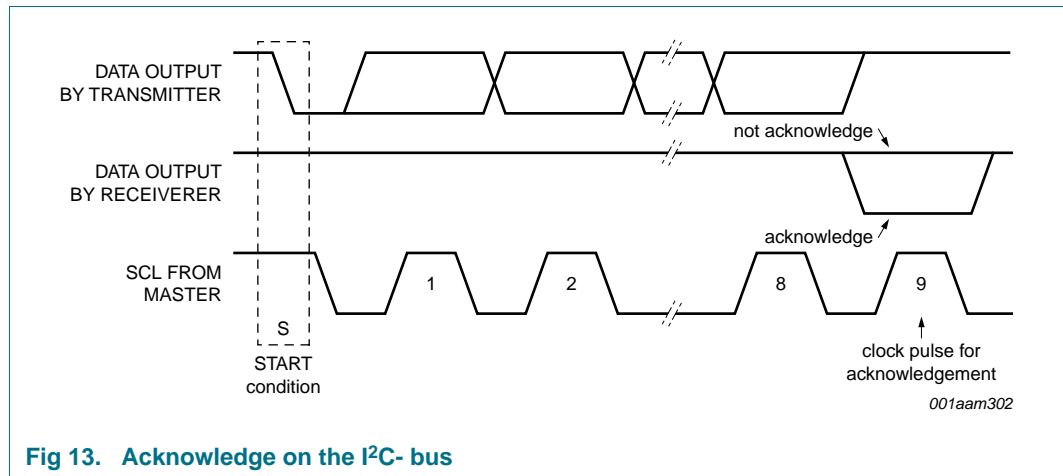 DATA OUTPUT
BY TRANSMITTER
not acknowledge
DATA OUTPUT
BY RECEIVERER
acknowledge
SCL FROM
MASTER
1
2
8
9
S
START
condition
clock pulse for
acknowledgement
001aam302
Fig 13. Acknowledge on the I²C- bus